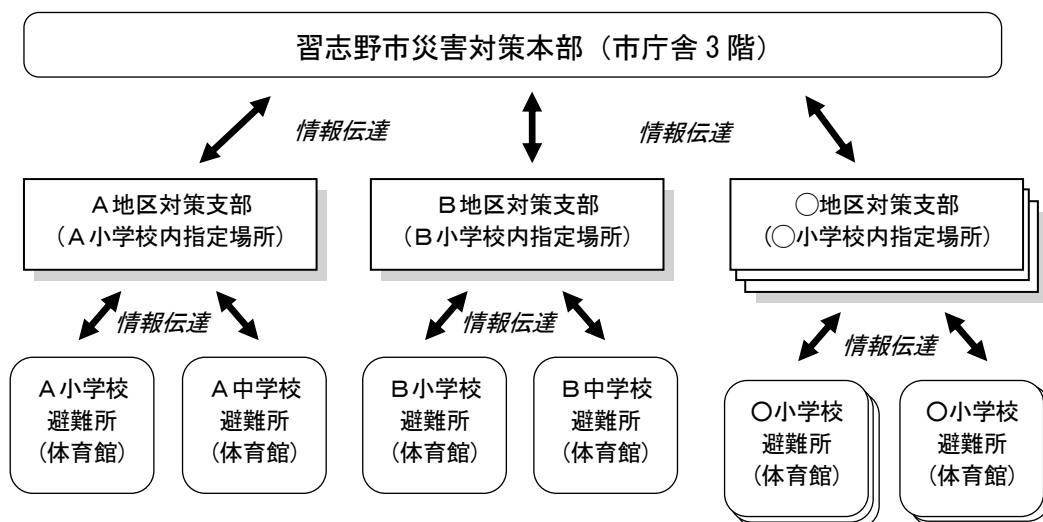 習志野市災害対策本部（市庁舎3階）
情報伝達
情報伝達
A地区対策支部
（A小学校内指定場所）
B地区対策支部
（B小学校内指定場所）
◯地区対策支部
（◯小学校内指定場所）
情報伝達
情報伝達
情報伝達
A小学校
避難所
（体育館）
A中学校
避難所
（体育館）
B小学校
避難所
（体育館）
B中学校
避難所
（体育館）
〇小学校
避難所
（体育館）
〇小学校
避難所
（体育館）